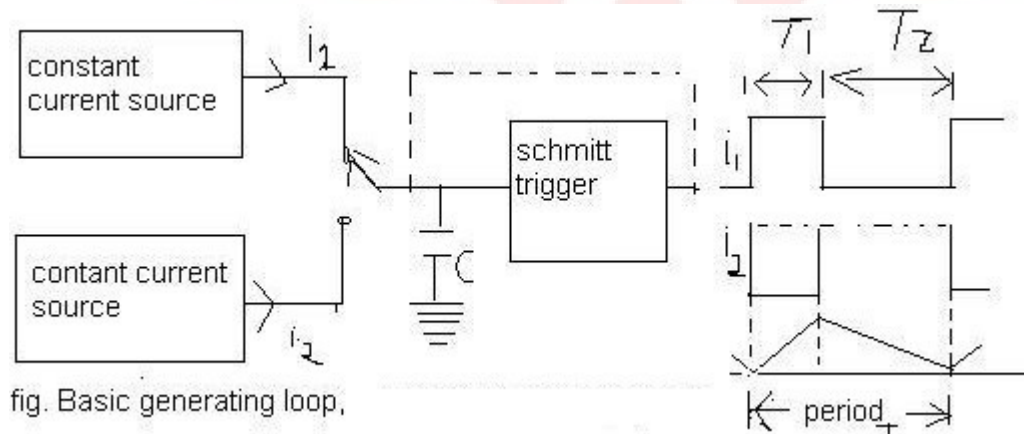 constant
current source
i1
contant current
source
i2
C
schmitt
trigger
T1
T2
i1
i2
period
fig. Basic generating loop,